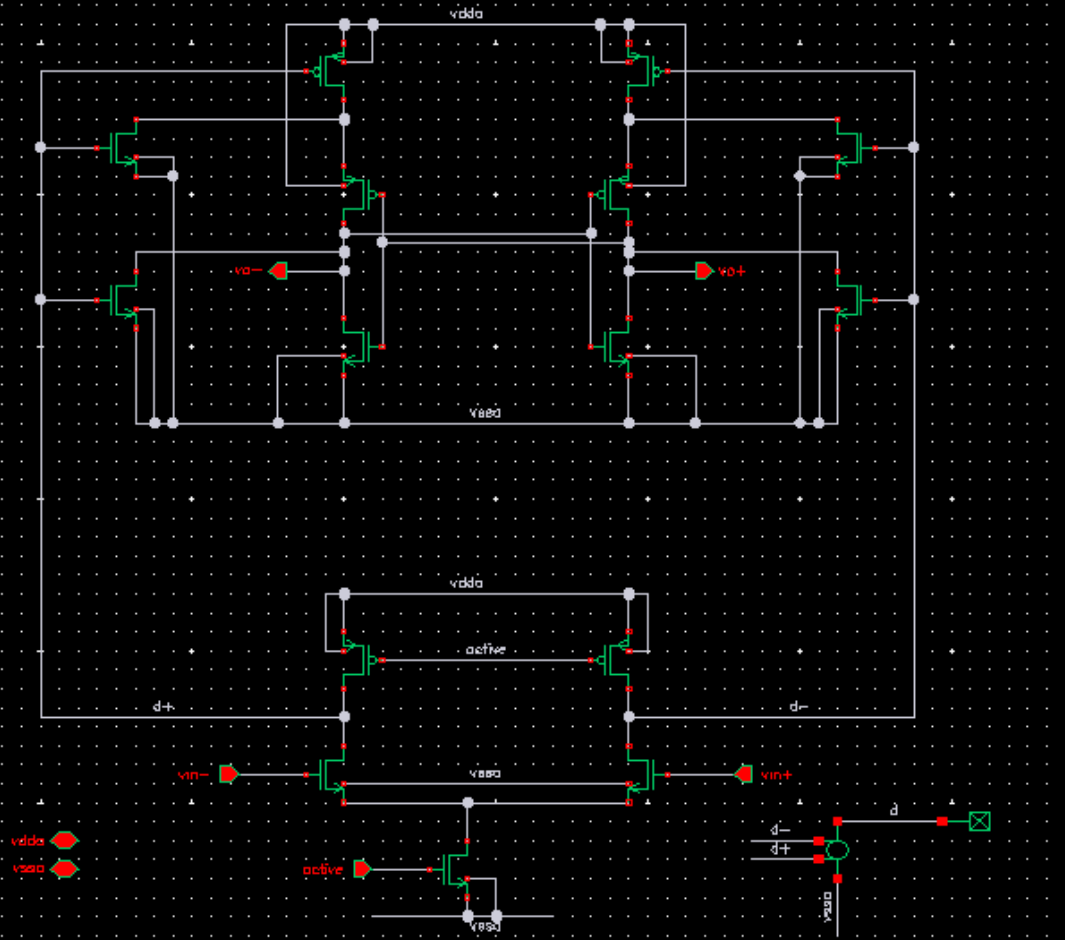 vdda
vo- vo+
vssa
vdda
active
d+ d-
vin- vssa vin+
d
vdda d-
d+
vssa active
vssa
vssa